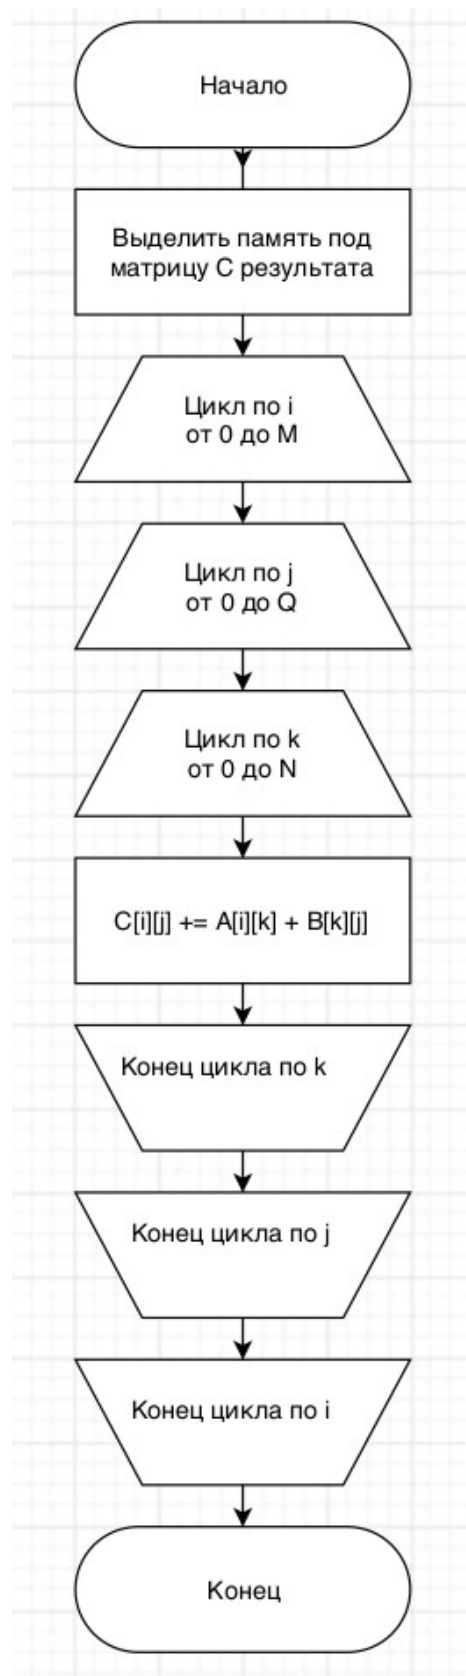 Начало
Выделить память под
матрицу C результата
Цикл по i
от 0 до M
Цикл по j
от 0 до Q
Цикл по k
от 0 до N
C[i][j] += A[i][k] + B[k][j]
Конец цикла по k
Конец цикла по j
Конец цикла по i
Конец